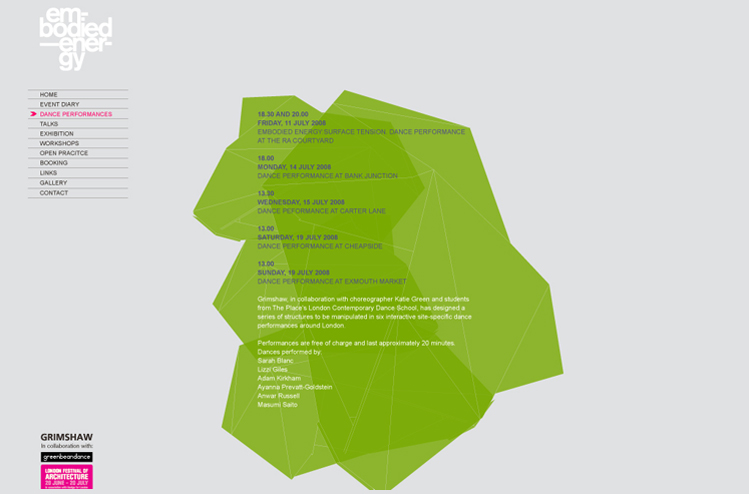 em-
bodied
—ener-
gy
HOME
EVENT DIARY
DANCE PERFORMANCES
TALKS
EXHIBITION
WORKSHOPS
OPEN PRACITCE
BOOKING
LINKS
GALLERY
CONTACT
18.30 AND 20.00
FRIDAY, 11 JULY 2008
EMBODIED ENERGY SURFACE TENSION, DANCE PERFORMANCE
AT THE RA COURTYARD
18.00
MONDAY, 14 JULY 2008
DANCE PERFORMANCE AT BANK JUNCTION
13.30
WEDNESDAY, 16 JULY 2008
DANCE PEFORMANCE AT CARTER LANE
13.00
SATURDAY, 19 JULY 2008
DANCE PERFORMANCE AT CHEAPSIDE
13.00
SUNDAY, 19 JULY 2008
DANCE PERFORMANCE AT EXMOUTH MARKET
Grimshaw, in collaboration with choreographer Katie Green and students
from The Place's London Contemporary Dance School, has designed a
series of structures to be manipulated in six interactive site-specific dance
performances around London.
Performances are free of charge and last approximately 20 minutes.
Dances performed by:
Sarah Blanc
Lizzi Giles
Adam Kirkham
Ayanna Prevatt-Goldstein
Anwar Russell
Masumi Saito
GRIMSHAW
In collaboration with:
greenbeandance
LONDON FESTIVAL OF
ARCHITECTURE
20 JUNE - 20 JULY